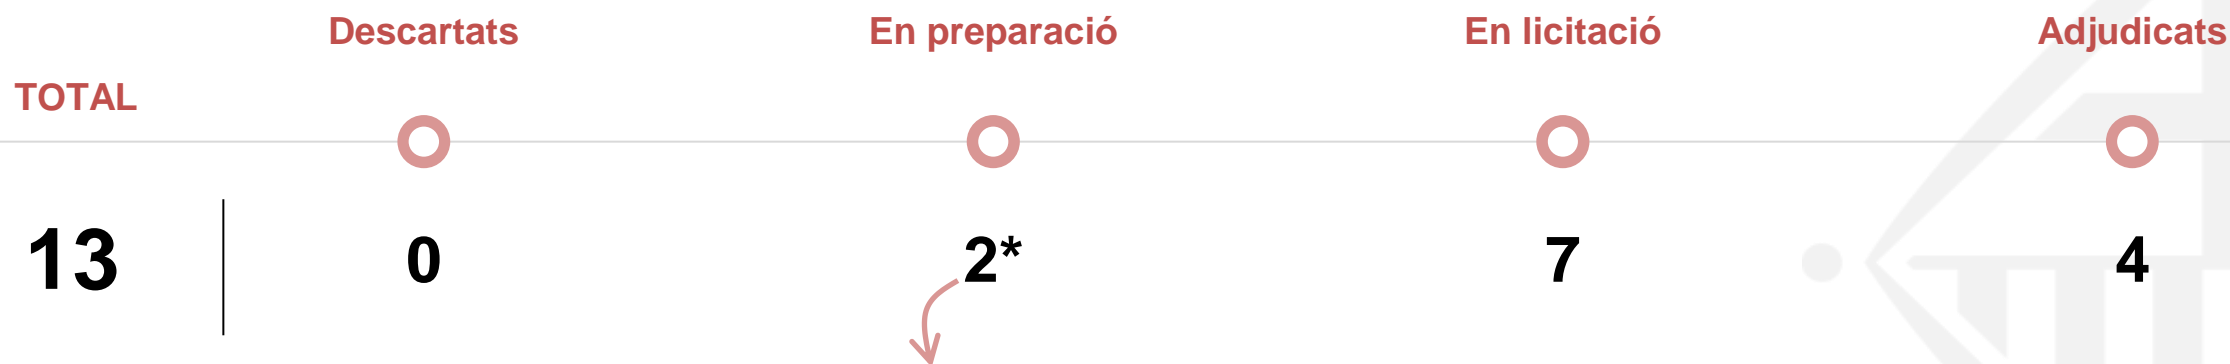 Descartats En preparació En licitació Adjudicats
TOTAL
13 0 2* 7 4